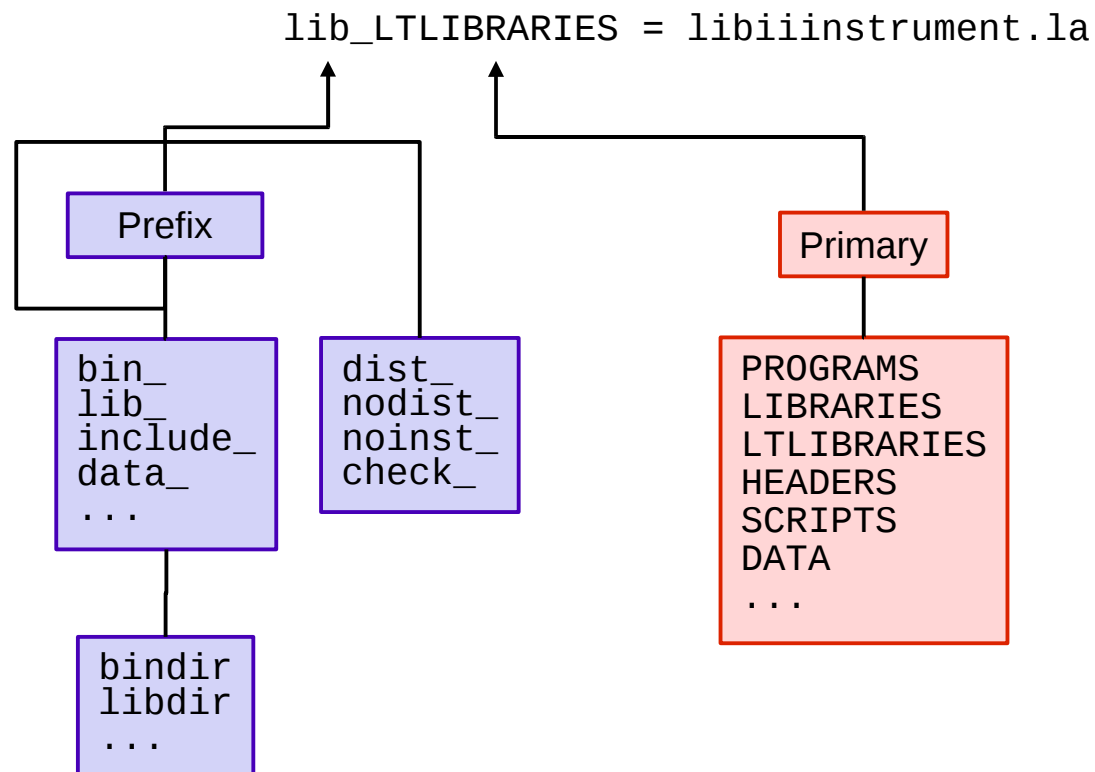 lib_LTLIBRARIES = libiiinstrument.la
Prefix
Primary
bin_
lib_
include_
data_
...
dist_
nodist_
noinst_
check_
PROGRAMS
LIBRARIES
LTLIBRARIES
HEADERS
SCRIPTS
DATA
...
bindir
libdir
...